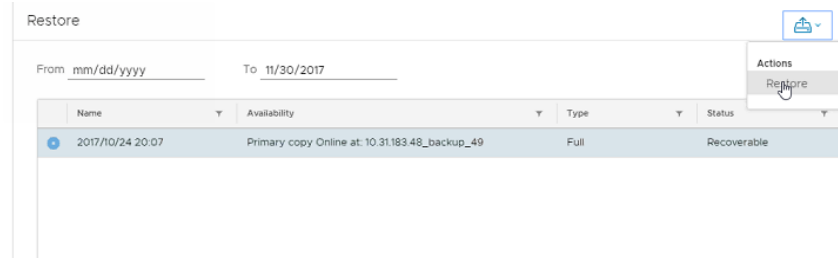 Restore
From mm/dd/yyyy To 11/30/2017
Actions
Restore
Name Availability Type Status
2017/10/24 20:07 Primary copy Online at: 10.31.183.48_backup_49 Full Recoverable